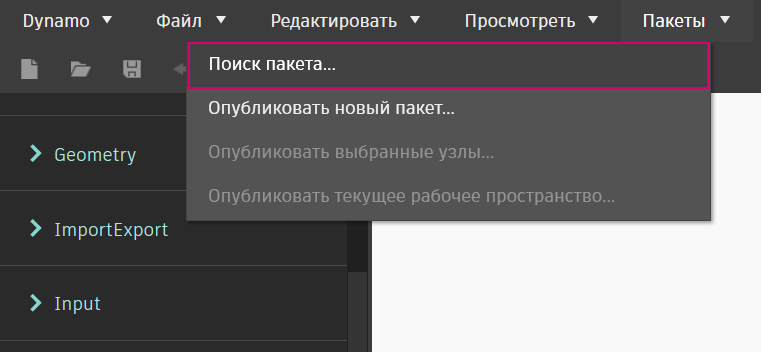 Dynamo Файл Редактировать Просмотреть Пакеты
Поиск пакета...
Опубликовать новый пакет...
Опубликовать выбранные узлы...
Опубликовать текущее рабочее пространство...
Geometry
ImportExport
Input